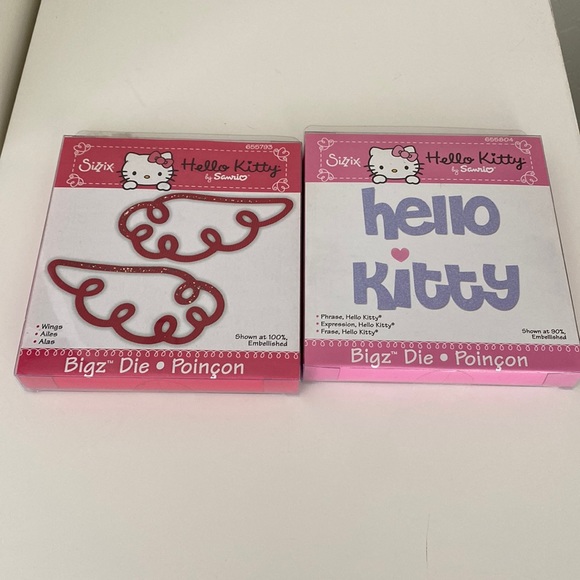 655793
Sizzix
Hello Kitty
by Sanrio
• Wings
• Ailes
• Alas
Shown at 100%,
Embellished
Bigz™ Die • Poinçon
655804
Sizzix
Hello Kitty
by Sanrio
hello
kitty
• Phrase, Hello Kitty®
• Expression, Hello Kitty®
• Frase, Hello Kitty®
Shown at 90%,
Embellished
Bigz™ Die • Poinçon